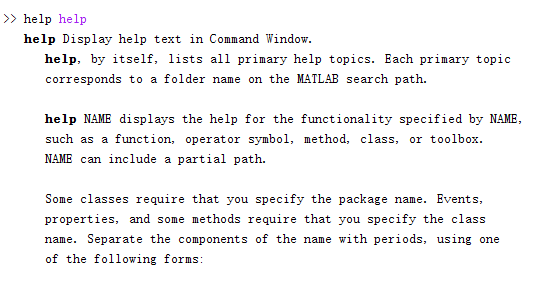 >> help help
help Display help text in Command Window.
help, by itself, lists all primary help topics. Each primary topic
corresponds to a folder name on the MATLAB search path.
help NAME displays the help for the functionality specified by NAME,
such as a function, operator symbol, method, class, or toolbox.
NAME can include a partial path.
Some classes require that you specify the package name. Events,
properties, and some methods require that you specify the class
name. Separate the components of the name with periods, using one
of the following forms: